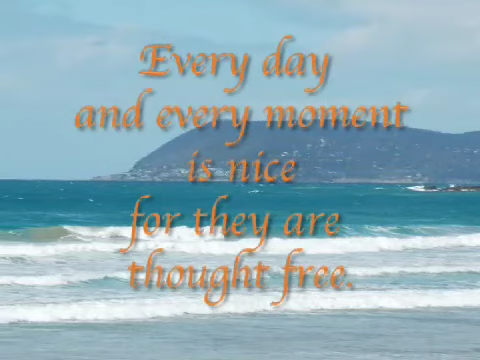 Every day
and every moment
is nice
for they are
thought free.